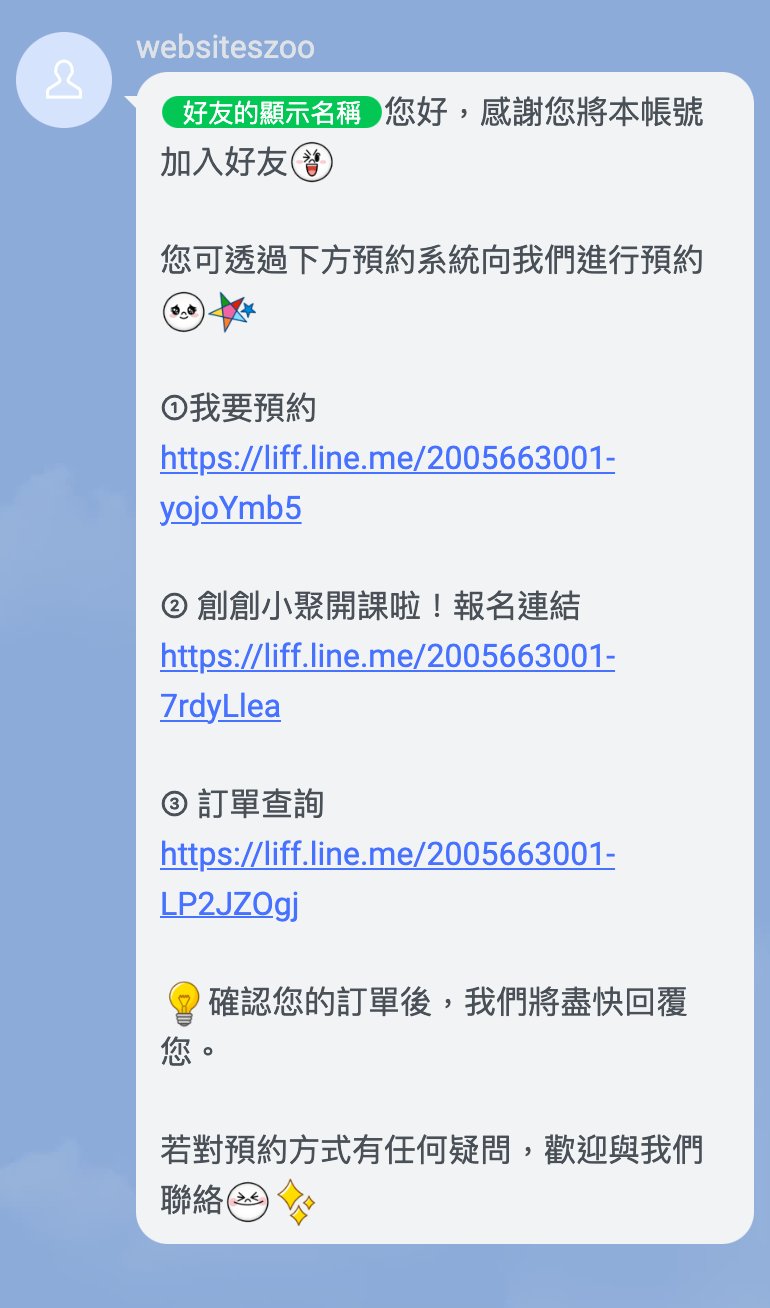 websiteszoo
好友的顯示名稱您好，感謝您將本帳號
加入好友
您可透過下方預約系統向我們進行預約
①我要預約
https://liff.line.me/2005663001-
yojoYmb5
② 創創小聚開課啦！報名連結
https://liff.line.me/2005663001-
7rdyLlea
③ 訂單查詢
https://liff.line.me/2005663001-
LP2JZOgj
確認您的訂單後，我們將盡快回覆
您。
若對預約方式有任何疑問，歡迎與我們
聯絡